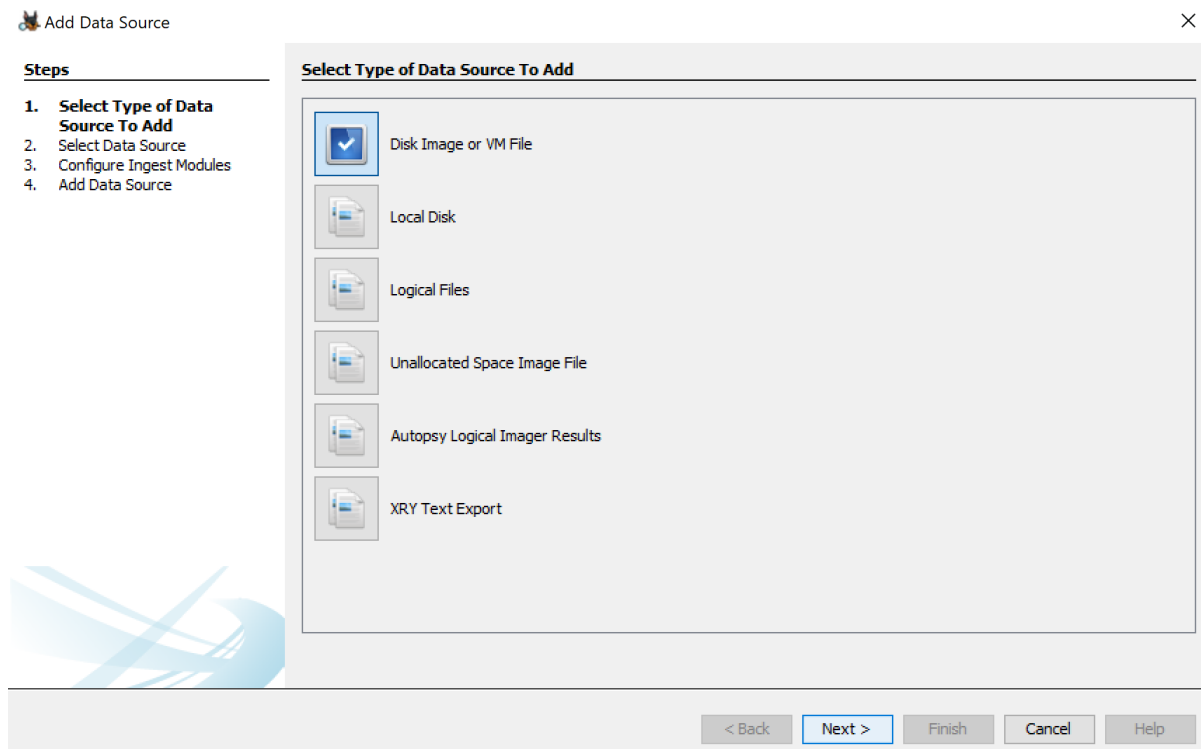 Add Data Source
Steps
1. Select Type of Data
Source To Add
2. Select Data Source
3. Configure Ingest Modules
4. Add Data Source
Select Type of Data Source To Add
Disk Image or VM File
Local Disk
Logical Files
Unallocated Space Image File
Autopsy Logical Imager Results
XRY Text Export
< Back
Next >
Finish
Cancel
Help